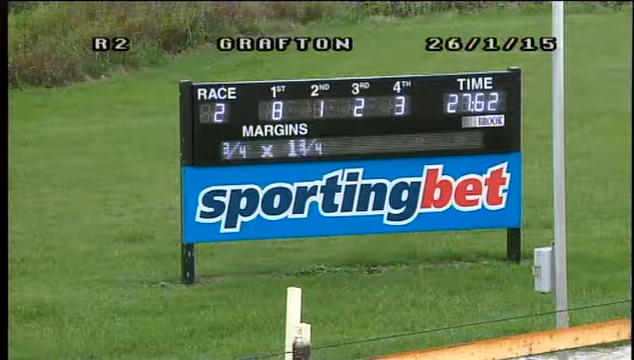 R2 GRAFTON 26/1/15
RACE 1ST 2ND 3RD 4TH TIME
2 8 1 2 3 27:62
MARGINS BROOK
3/4 x 1 3/4
sportingbet